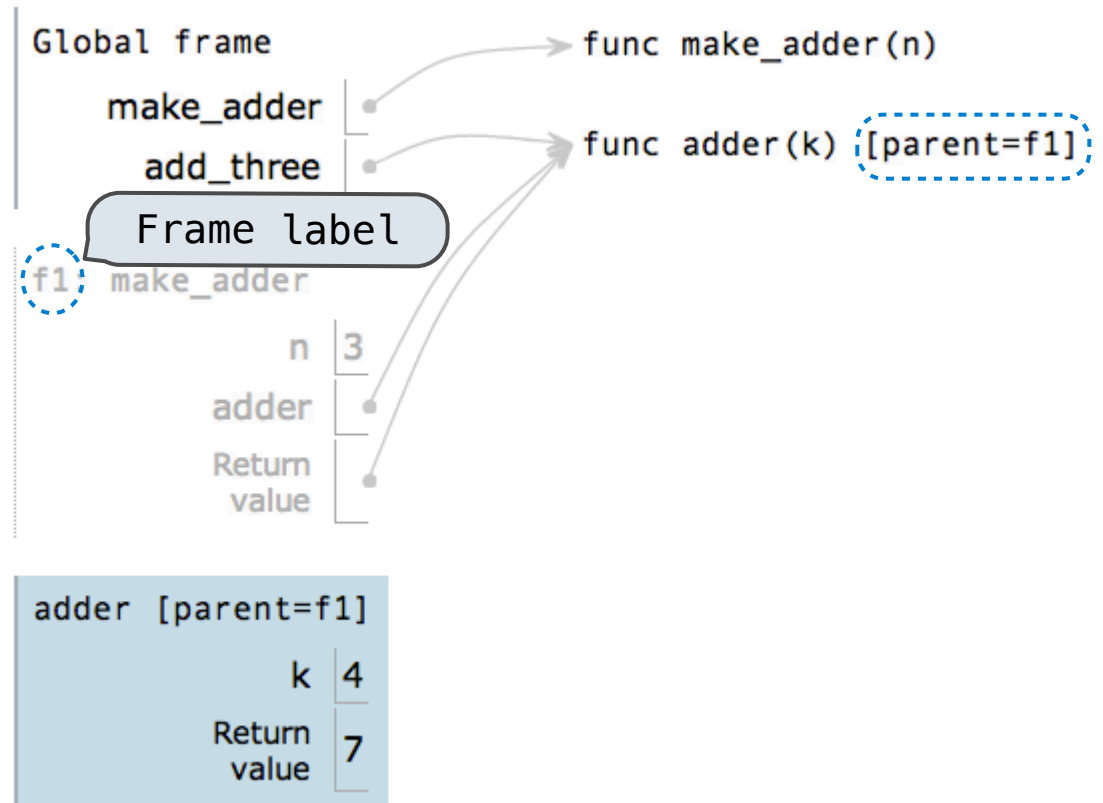 Global frame
func make_adder(n)
make_adder
add_three
func adder(k) [parent=f1]
Frame label
f1: make_adder
n 3
adder
Return
value
adder [parent=f1]
k 4
Return
value 7